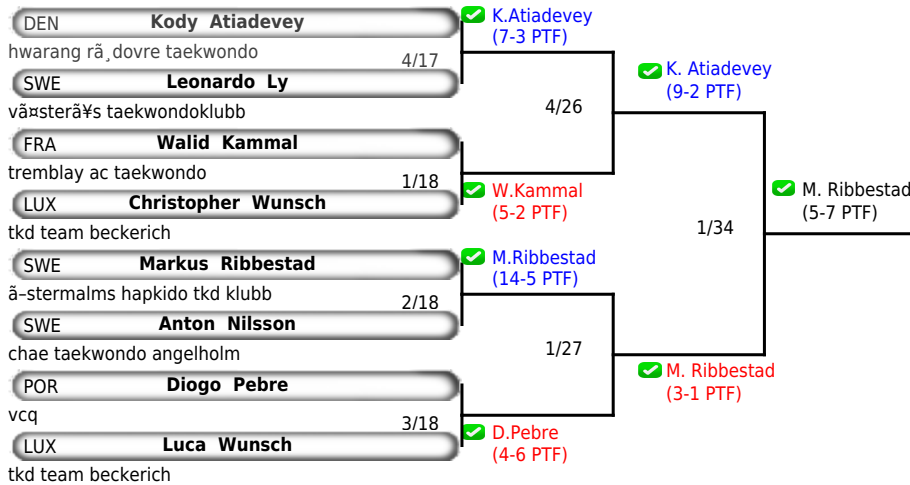 DEN Kody Atiadevey
hwarang rã¸dovre taekwondo
4/17
SWE Leonardo Ly
vã¤sterã¥s taekwondoklubb
FRA Walid Kammal
tremblay ac taekwondo
1/18
LUX Christopher Wunsch
tkd team beckerich
SWE Markus Ribbestad
ã–stermalms hapkido tkd klubb
2/18
SWE Anton Nilsson
chae taekwondo angelholm
POR Diogo Pebre
vcq
3/18
LUX Luca Wunsch
tkd team beckerich
K.Atiadevey
(7-3 PTF)
4/26
W.Kammal
(5-2 PTF)
M.Ribbestad
(14-5 PTF)
1/27
D.Pebre
(4-6 PTF)
K. Atiadevey
(9-2 PTF)
1/34
M. Ribbestad
(3-1 PTF)
M. Ribbestad
(5-7 PTF)